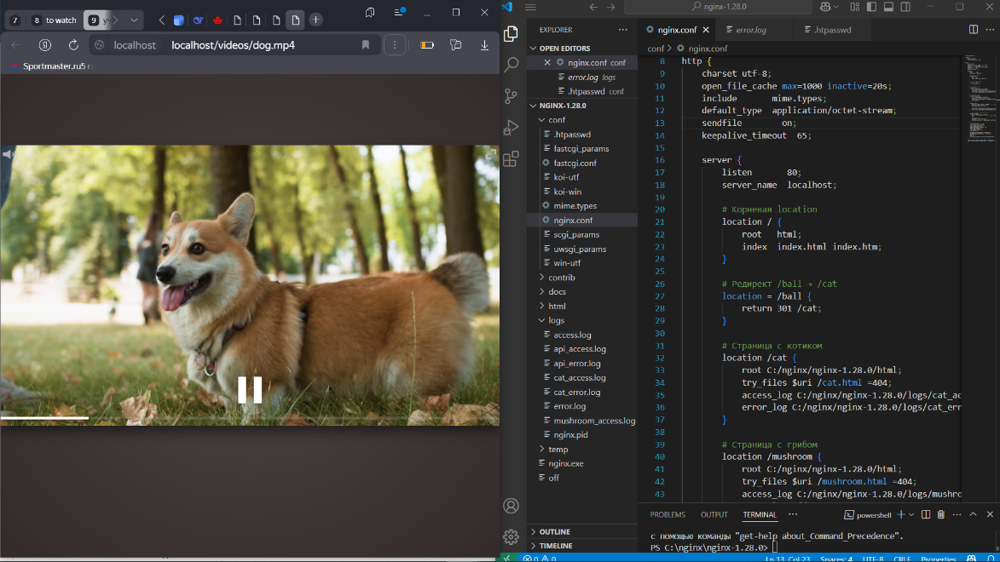 7
8 to watch
9
localhost
localhost/videos/dog.mp4
Sportmaster.ru5
nginx-1.28.0
EXPLORER
OPEN EDITORS
nginx.conf conf
error.log logs
.htpasswd conf
NGINX-1.28.0
conf
.htpasswd
fastcgi_params
fastcgi.conf
koi-utf
koi-win
mime.types
nginx.conf
scgi_params
uwsgi_params
win-utf
contrib
docs
html
logs
access.log
api_access.log
api_error.log
cat_access.log
cat_error.log
error.log
mushroom_access.log
nginx.pid
temp
nginx.exe
off
OUTLINE
TIMELINE
nginx.conf
error.log
.htpasswd
conf > nginx.conf
8 http {
9 charset utf-8;
10 open_file_cache max=1000 inactive=20s;
11 include mime.types;
12 default_type application/octet-stream;
13 sendfile on;
14 keepalive_timeout 65;
15
16 server {
17 listen 80;
18 server_name localhost;
19
20 # Корневая location
21 location / {
22 root html;
23 index index.html index.htm;
24 }
25
26 # Редирект /ball → /cat
27 location = /ball {
28 return 301 /cat;
29 }
30
31 # Страница с котиком
32 location /cat {
33 root C:/nginx/nginx-1.28.0/html;
34 try_files $uri /cat.html =404;
35 access_log C:/nginx/nginx-1.28.0/logs/cat_ac
36 error_log C:/nginx/nginx-1.28.0/logs/cat_err
37 }
38
39 # Страница с грибом
40 location /mushroom {
41 root C:/nginx/nginx-1.28.0/html;
42 try_files $uri /mushroom.html =404;
43 access_log C:/nginx/nginx-1.28.0/logs/mushro
PROBLEMS
OUTPUT
TERMINAL
powershell
с помощью команды "get-help about_Command_Precedence".
PS C:\nginx\nginx-1.28.0>
0 0
Ln 13, Col 23
Spaces: 4
UTF-8
CRLF
Properties